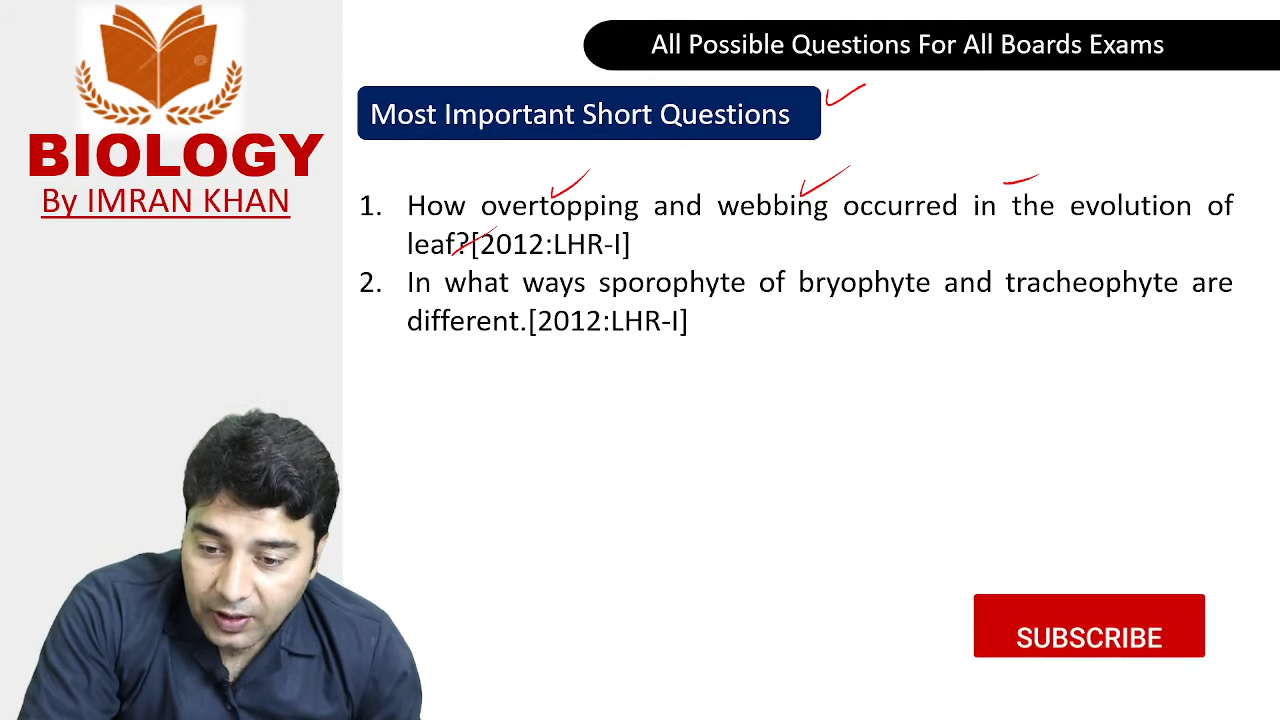 All Possible Questions For All Boards Exams
Most Important Short Questions
BIOLOGY
By IMRAN KHAN
1. How overtopping and webbing occurred in the evolution of
leaf?[2012:LHR-I]
2. In what ways sporophyte of bryophyte and tracheophyte are
different.[2012:LHR-I]
SUBSCRIBE